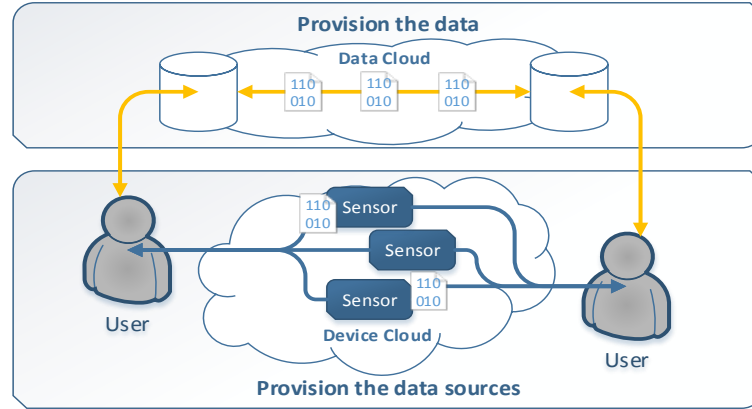 Provision the data
Data Cloud
110
010
110
010
110
010
110
010
Sensor
Sensor
Sensor
110
010
User
Device Cloud
User
Provision the data sources